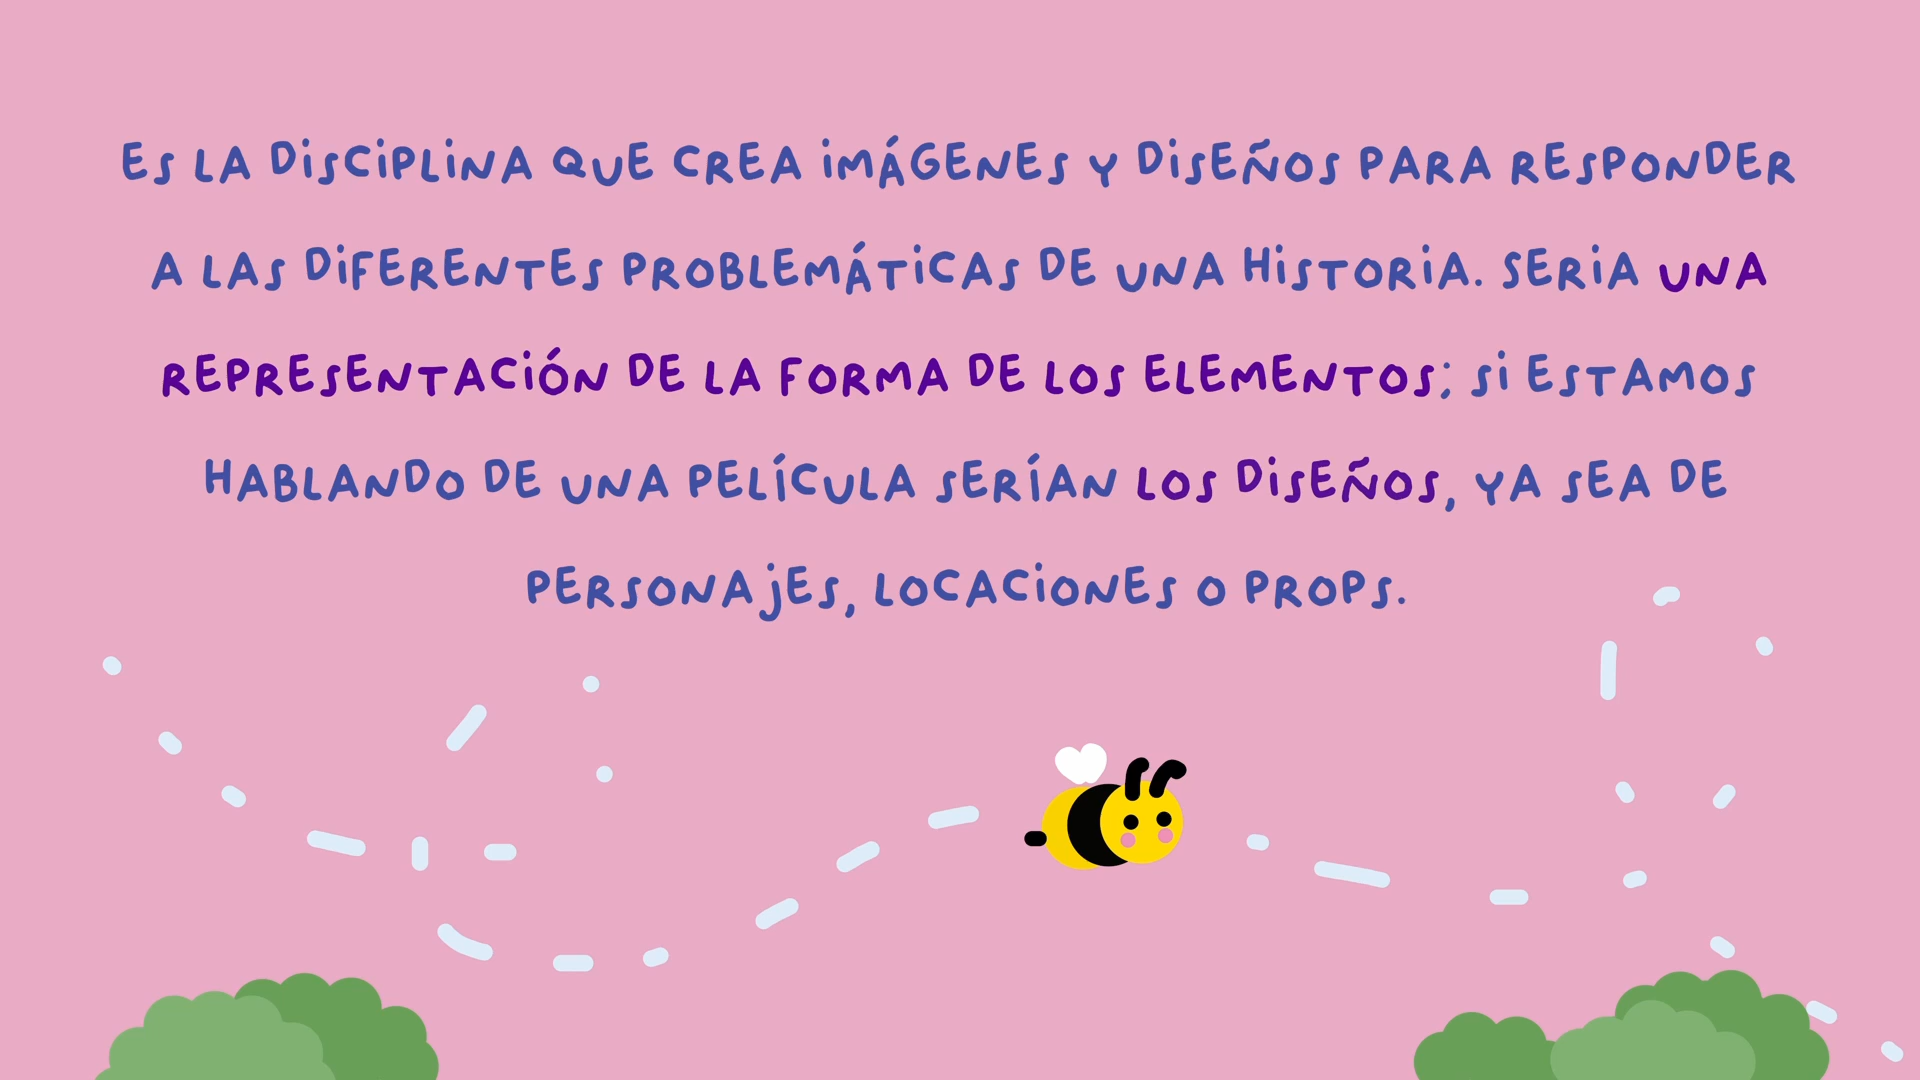 ES LA DISCIPLINA QUE CREA IMÁGENES Y DISEÑOS PARA RESPONDER
A LAS DIFERENTES PROBLEMÁTICAS DE UNA HISTORIA. SERIA UNA
REPRESENTACIÓN DE LA FORMA DE LOS ELEMENTOS; SI ESTAMOS
HABLANDO DE UNA PELÍCULA SERÍAN LOS DISEÑOS, YA SEA DE
PERSONAJES, LOCACIONES O PROPS.